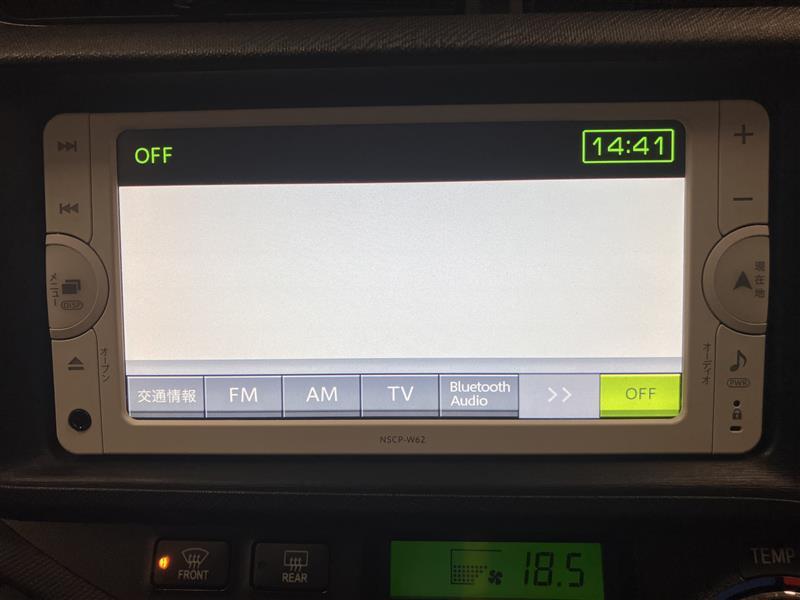 OFF
14:41
メニュー
DISP
現在地
オープン
オーディオ
PWR
交通情報
FM
AM
TV
Bluetooth
Audio
>>
OFF
NSCP-W62
FRONT
REAR
18.5
TEMP